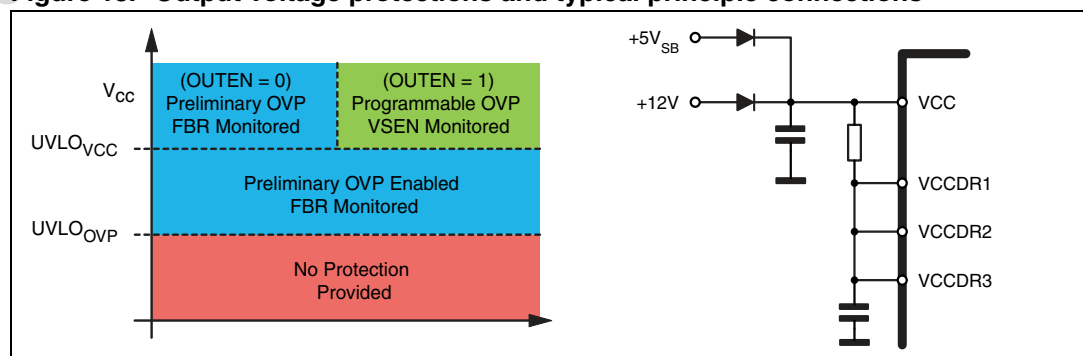 Figure 18. Output voltage protections and typical principle connections
VCC
(OUTEN = 0)
Preliminary OVP
FBR Monitored
(OUTEN = 1)
Programmable OVP
VSEN Monitored
UVLOVCC
Preliminary OVP Enabled
FBR Monitored
UVLOOVP
No Protection
Provided
+5VSB
+12V
VCC
VCCDR1
VCCDR2
VCCDR3